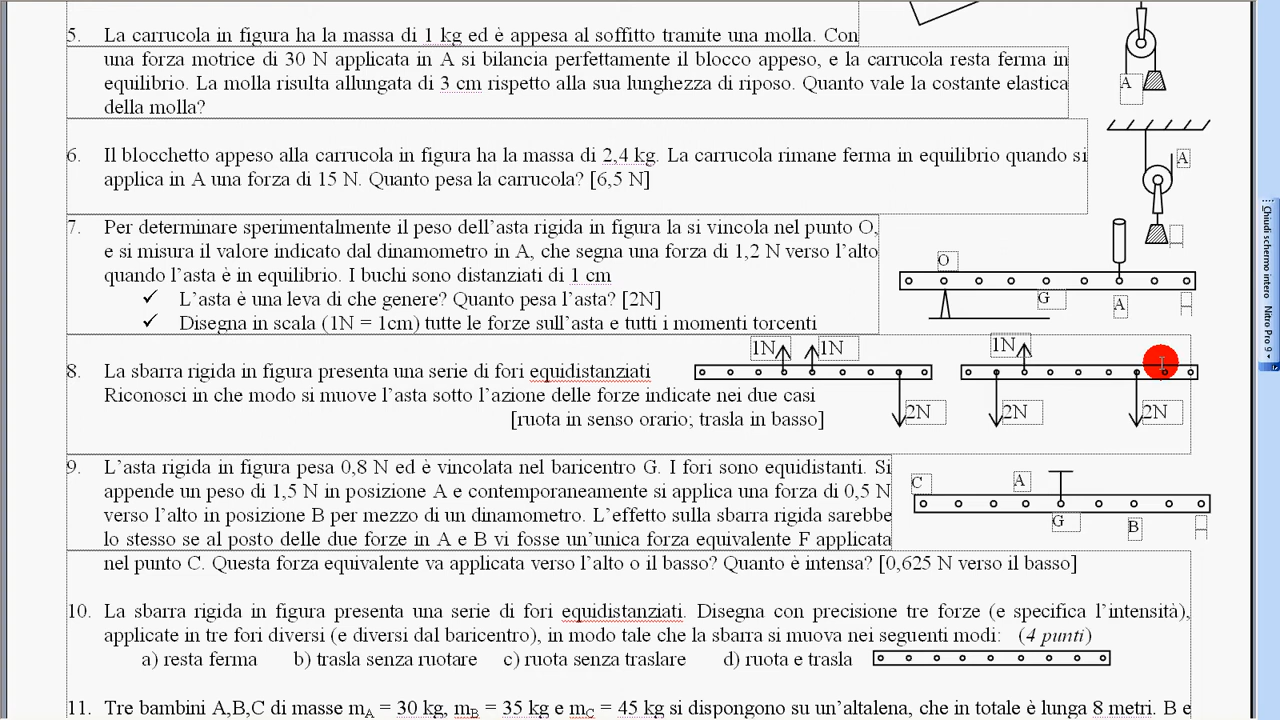 5. La carrucola in figura ha la massa di 1 kg ed è appesa al soffitto tramite una molla. Con
una forza motrice di 30 N applicata in A si bilancia perfettamente il blocco appeso, e la carrucola resta ferma in
equilibrio. La molla risulta allungata di 3 cm rispetto alla sua lunghezza di riposo. Quanto vale la costante elastica
della molla?
A
6. Il blocchetto appeso alla carrucola in figura ha la massa di 2,4 kg. La carrucola rimane ferma in equilibrio quando si
applica in A una forza di 15 N. Quanto pesa la carrucola? [6,5 N]
A
7. Per determinare sperimentalmente il peso dell’asta rigida in figura la si vincola nel punto O,
e si misura il valore indicato dal dinamometro in A, che segna una forza di 1,2 N verso l’alto
quando l’asta è in equilibrio. I buchi sono distanziati di 1 cm
✓ L’asta è una leva di che genere? Quanto pesa l’asta? [2N]
✓ Disegna in scala (1N = 1cm) tutte le forze sull’asta e tutti i momenti torcenti
O
G A
8. La sbarra rigida in figura presenta una serie di fori equidistanziati
Riconosci in che modo si muove l’asta sotto l’azione delle forze indicate nei due casi
[ruota in senso orario; trasla in basso]
1N 1N 1N
2N 2N 2N
9. L’asta rigida in figura pesa 0,8 N ed è vincolata nel baricentro G. I fori sono equidistanti. Si
appende un peso di 1,5 N in posizione A e contemporaneamente si applica una forza di 0,5 N
verso l’alto in posizione B per mezzo di un dinamometro. L’effetto sulla sbarra rigida sarebbe
lo stesso se al posto delle due forze in A e B vi fosse un’unica forza equivalente F applicata
nel punto C. Questa forza equivalente va applicata verso l’alto o il basso? Quanto è intensa? [0,625 N verso il basso]
C A
G B
10. La sbarra rigida in figura presenta una serie di fori equidistanziati. Disegna con precisione tre forze (e specifica l’intensità),
applicate in tre fori diversi (e diversi dal baricentro), in modo tale che la sbarra si muova nei seguenti modi: (4 punti)
a) resta ferma b) trasla senza ruotare c) ruota senza traslare d) ruota e trasla
11. Tre bambini A,B,C di masse mA = 30 kg, mB = 35 kg e mC = 45 kg si dispongono su un’altalena, che in totale è lunga 8 metri. B e
Chiudi schermo intero Nitro Pro 9